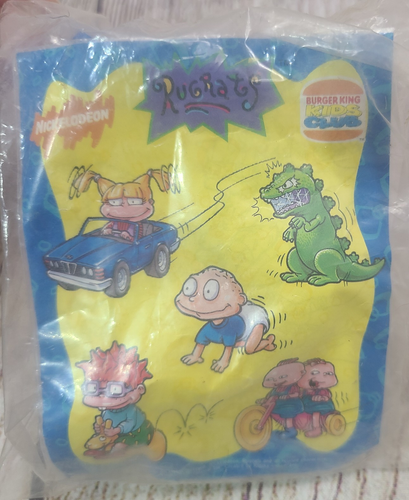 Rugrats
NICKELODEON
BURGER KING
KIDS
CLUB